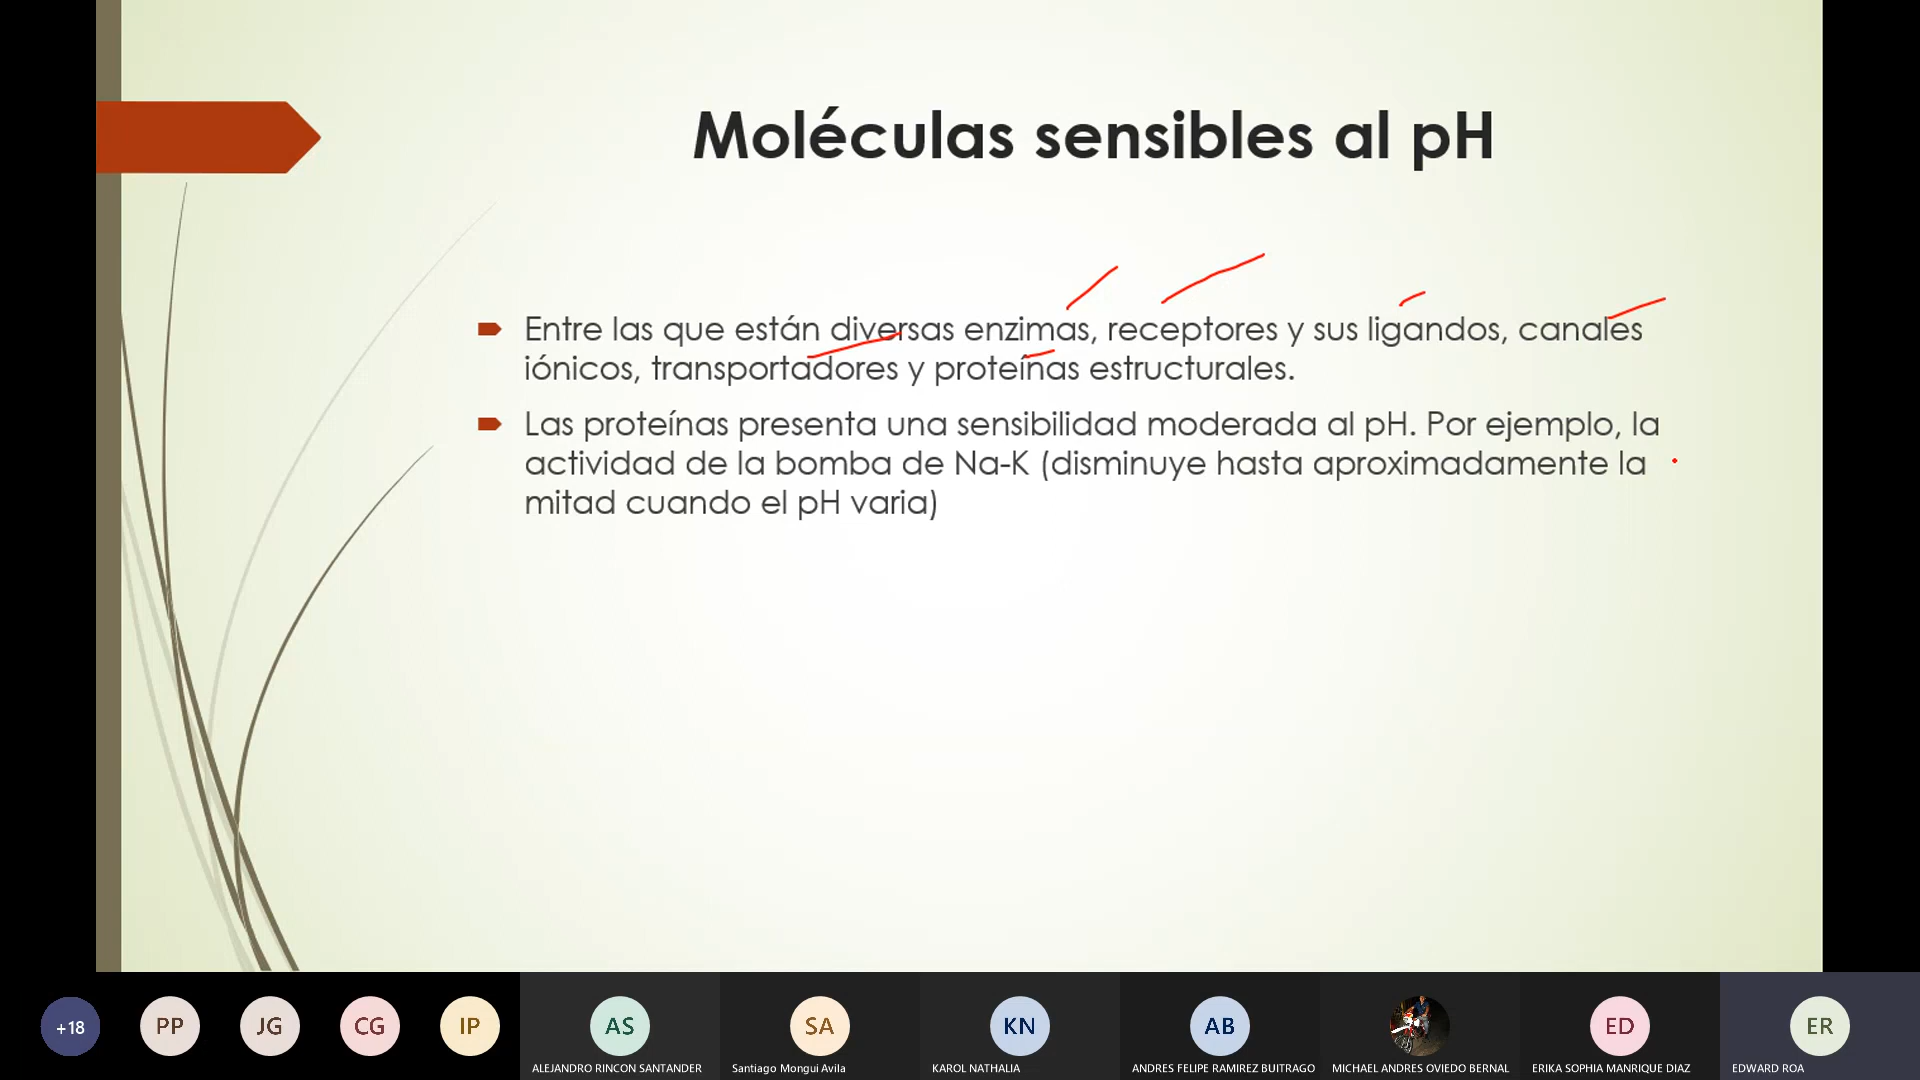 Moléculas sensibles al pH
Entre las que están diversas enzimas, receptores y sus ligandos, canales
iónicos, transportadores y proteínas estructurales.
Las proteínas presenta una sensibilidad moderada al pH. Por ejemplo, la
actividad de la bomba de Na-K (disminuye hasta aproximadamente la
mitad cuando el pH varia)
+18
PP
JG
CG
IP
AS
SA
KN
AB
ED
ER
ALEJANDRO RINCON SANTANDER
Santiago Mongui Avila
KAROL NATHALIA
ANDRES FELIPE RAMIREZ BUITRAGO
MICHAEL ANDRES OVIEDO BERNAL
ERIKA SOPHIA MANRIQUE DIAZ
EDWARD ROA